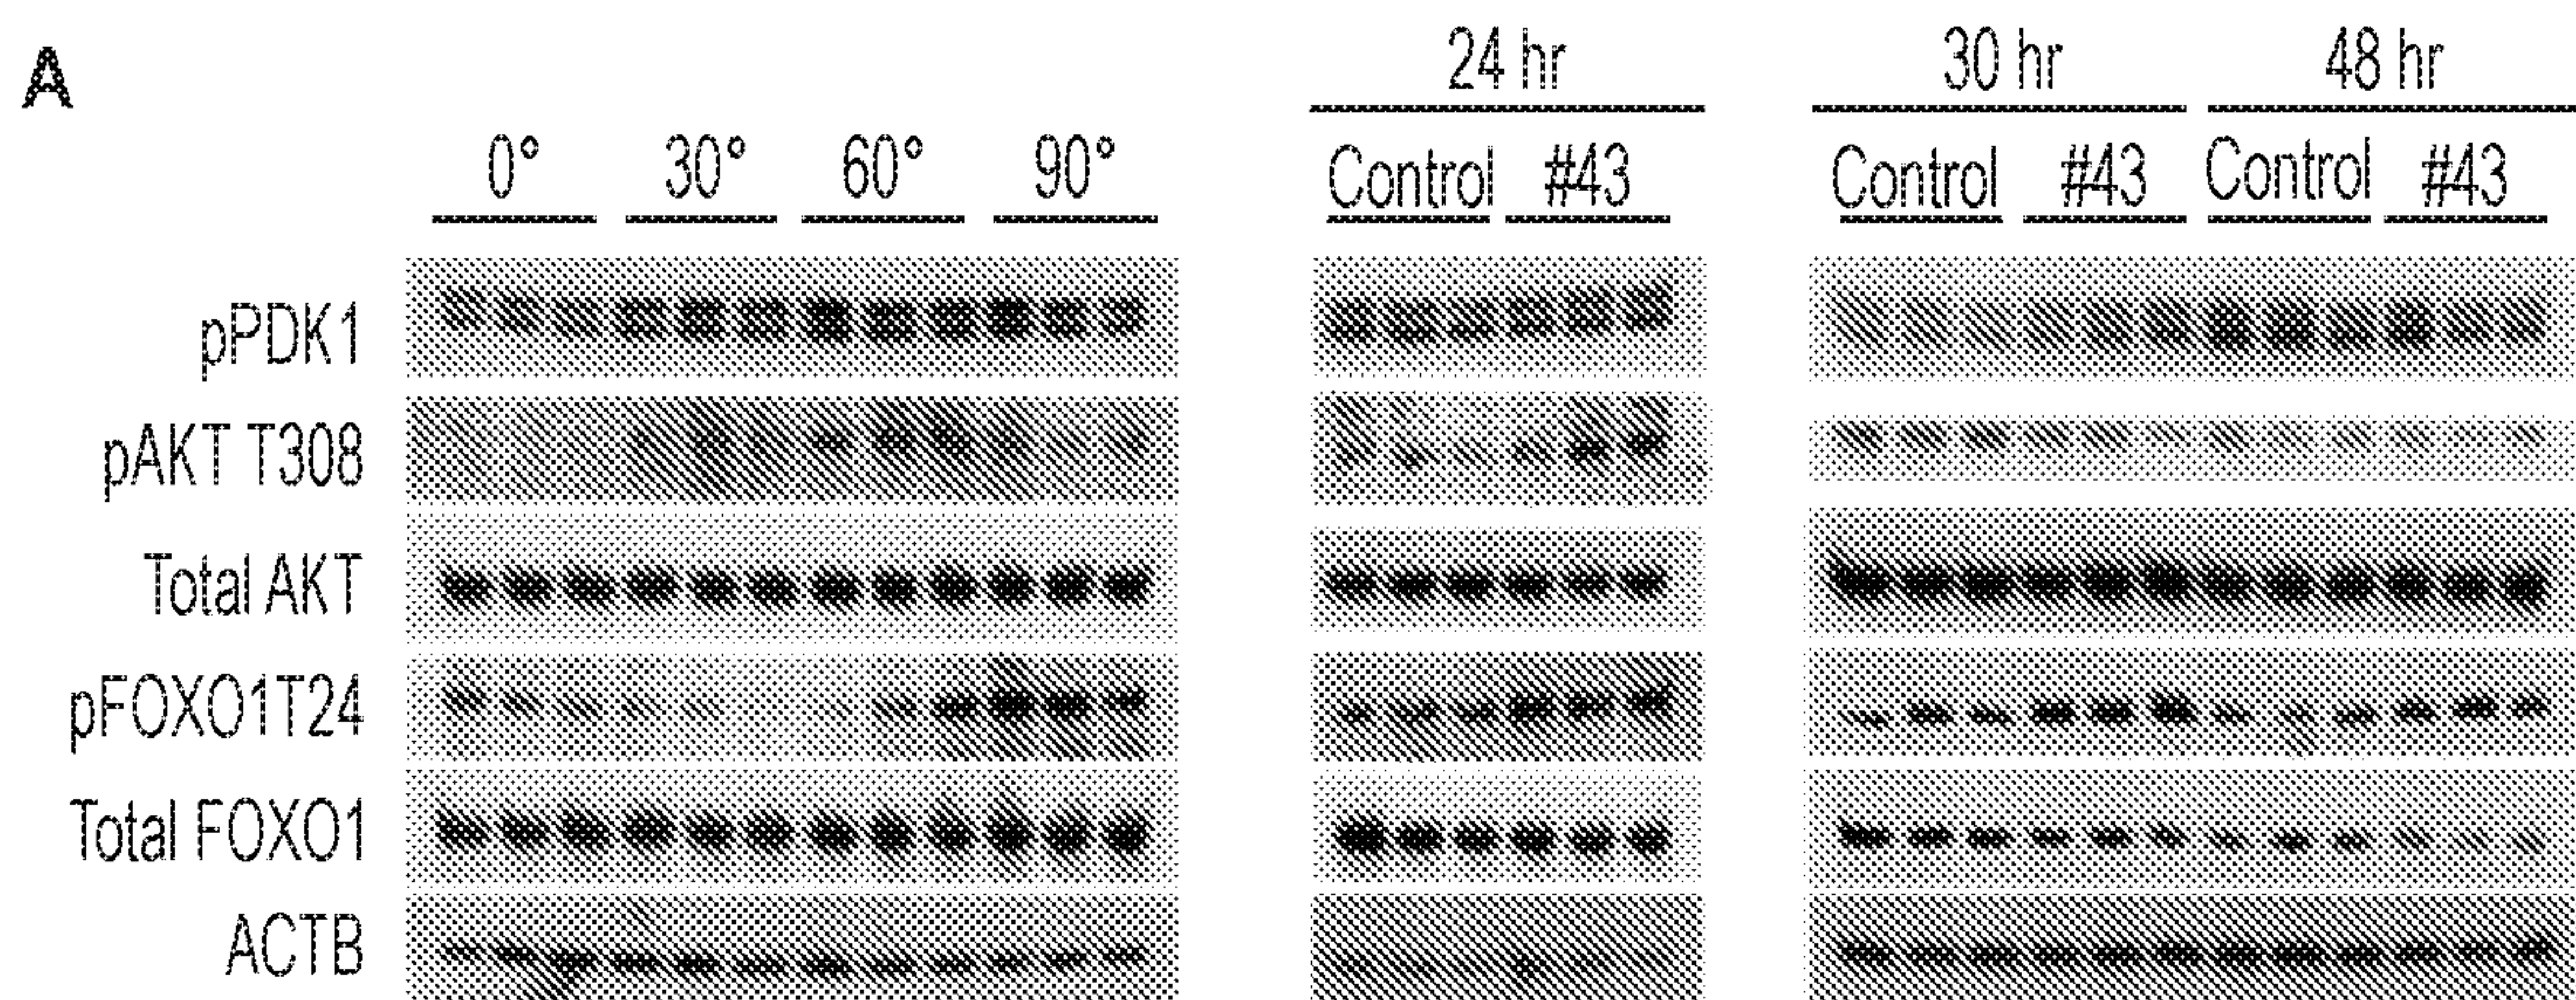 A
24 hr 30 hr 48 hr
0° 30° 60° 90° Control #43 Control #43 Control #43
pPDK1
pAKT T308
Total AKT
pFOXO1T24
Total FOXO1
ACTB